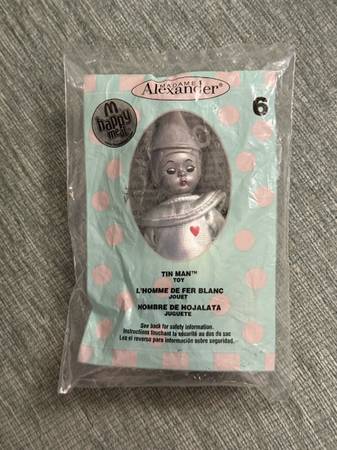 MADAME
Alexander®
6
M
happy
meal
TIN MAN™
TOY
L'HOMME DE FER BLANC
JOUET
HOMBRE DE HOJALATA
JUGUETE
See back for safety information.
Instructions touchant la sécurité au dos de sac
Lea el reverso para información sobre seguridad.